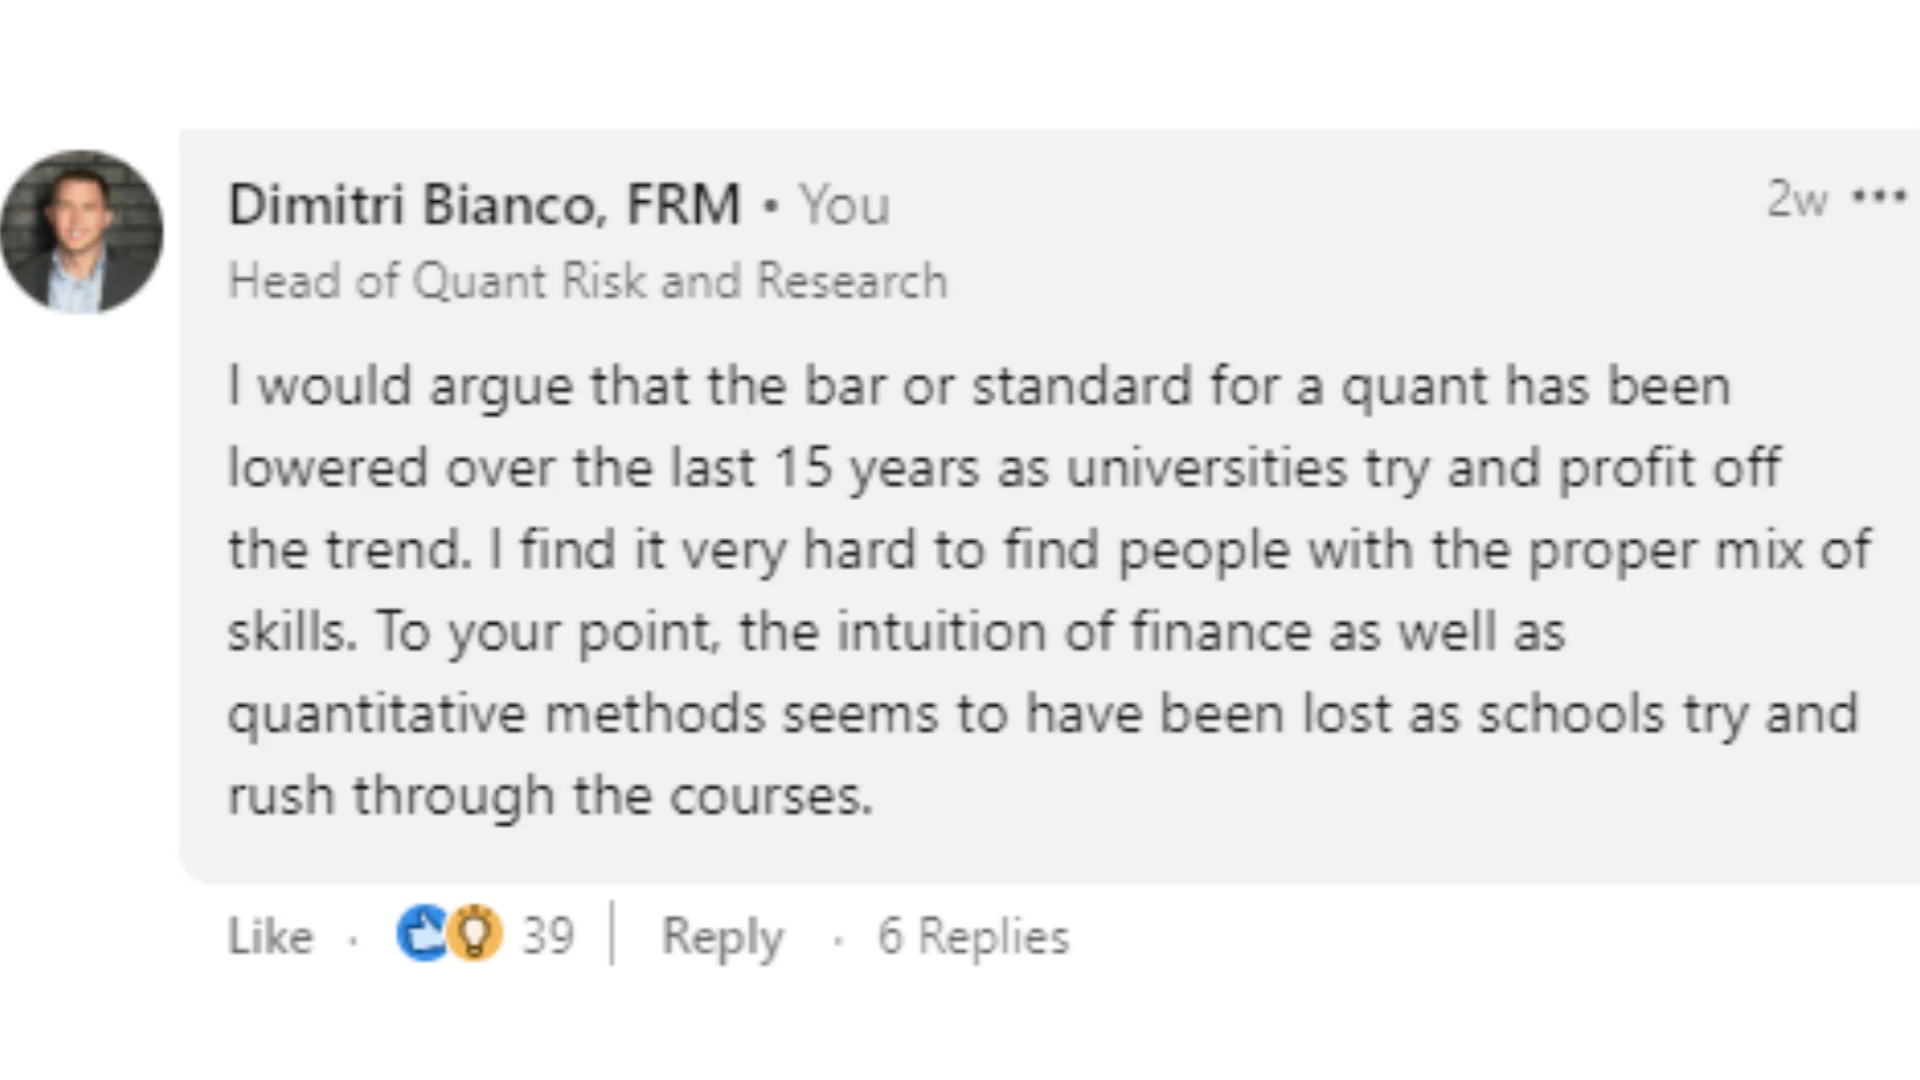 Dimitri Bianco, FRM • You
2w •••
Head of Quant Risk and Research
I would argue that the bar or standard for a quant has been
lowered over the last 15 years as universities try and profit off
the trend. I find it very hard to find people with the proper mix of
skills. To your point, the intuition of finance as well as
quantitative methods seems to have been lost as schools try and
rush through the courses.
Like · 39 | Reply · 6 Replies